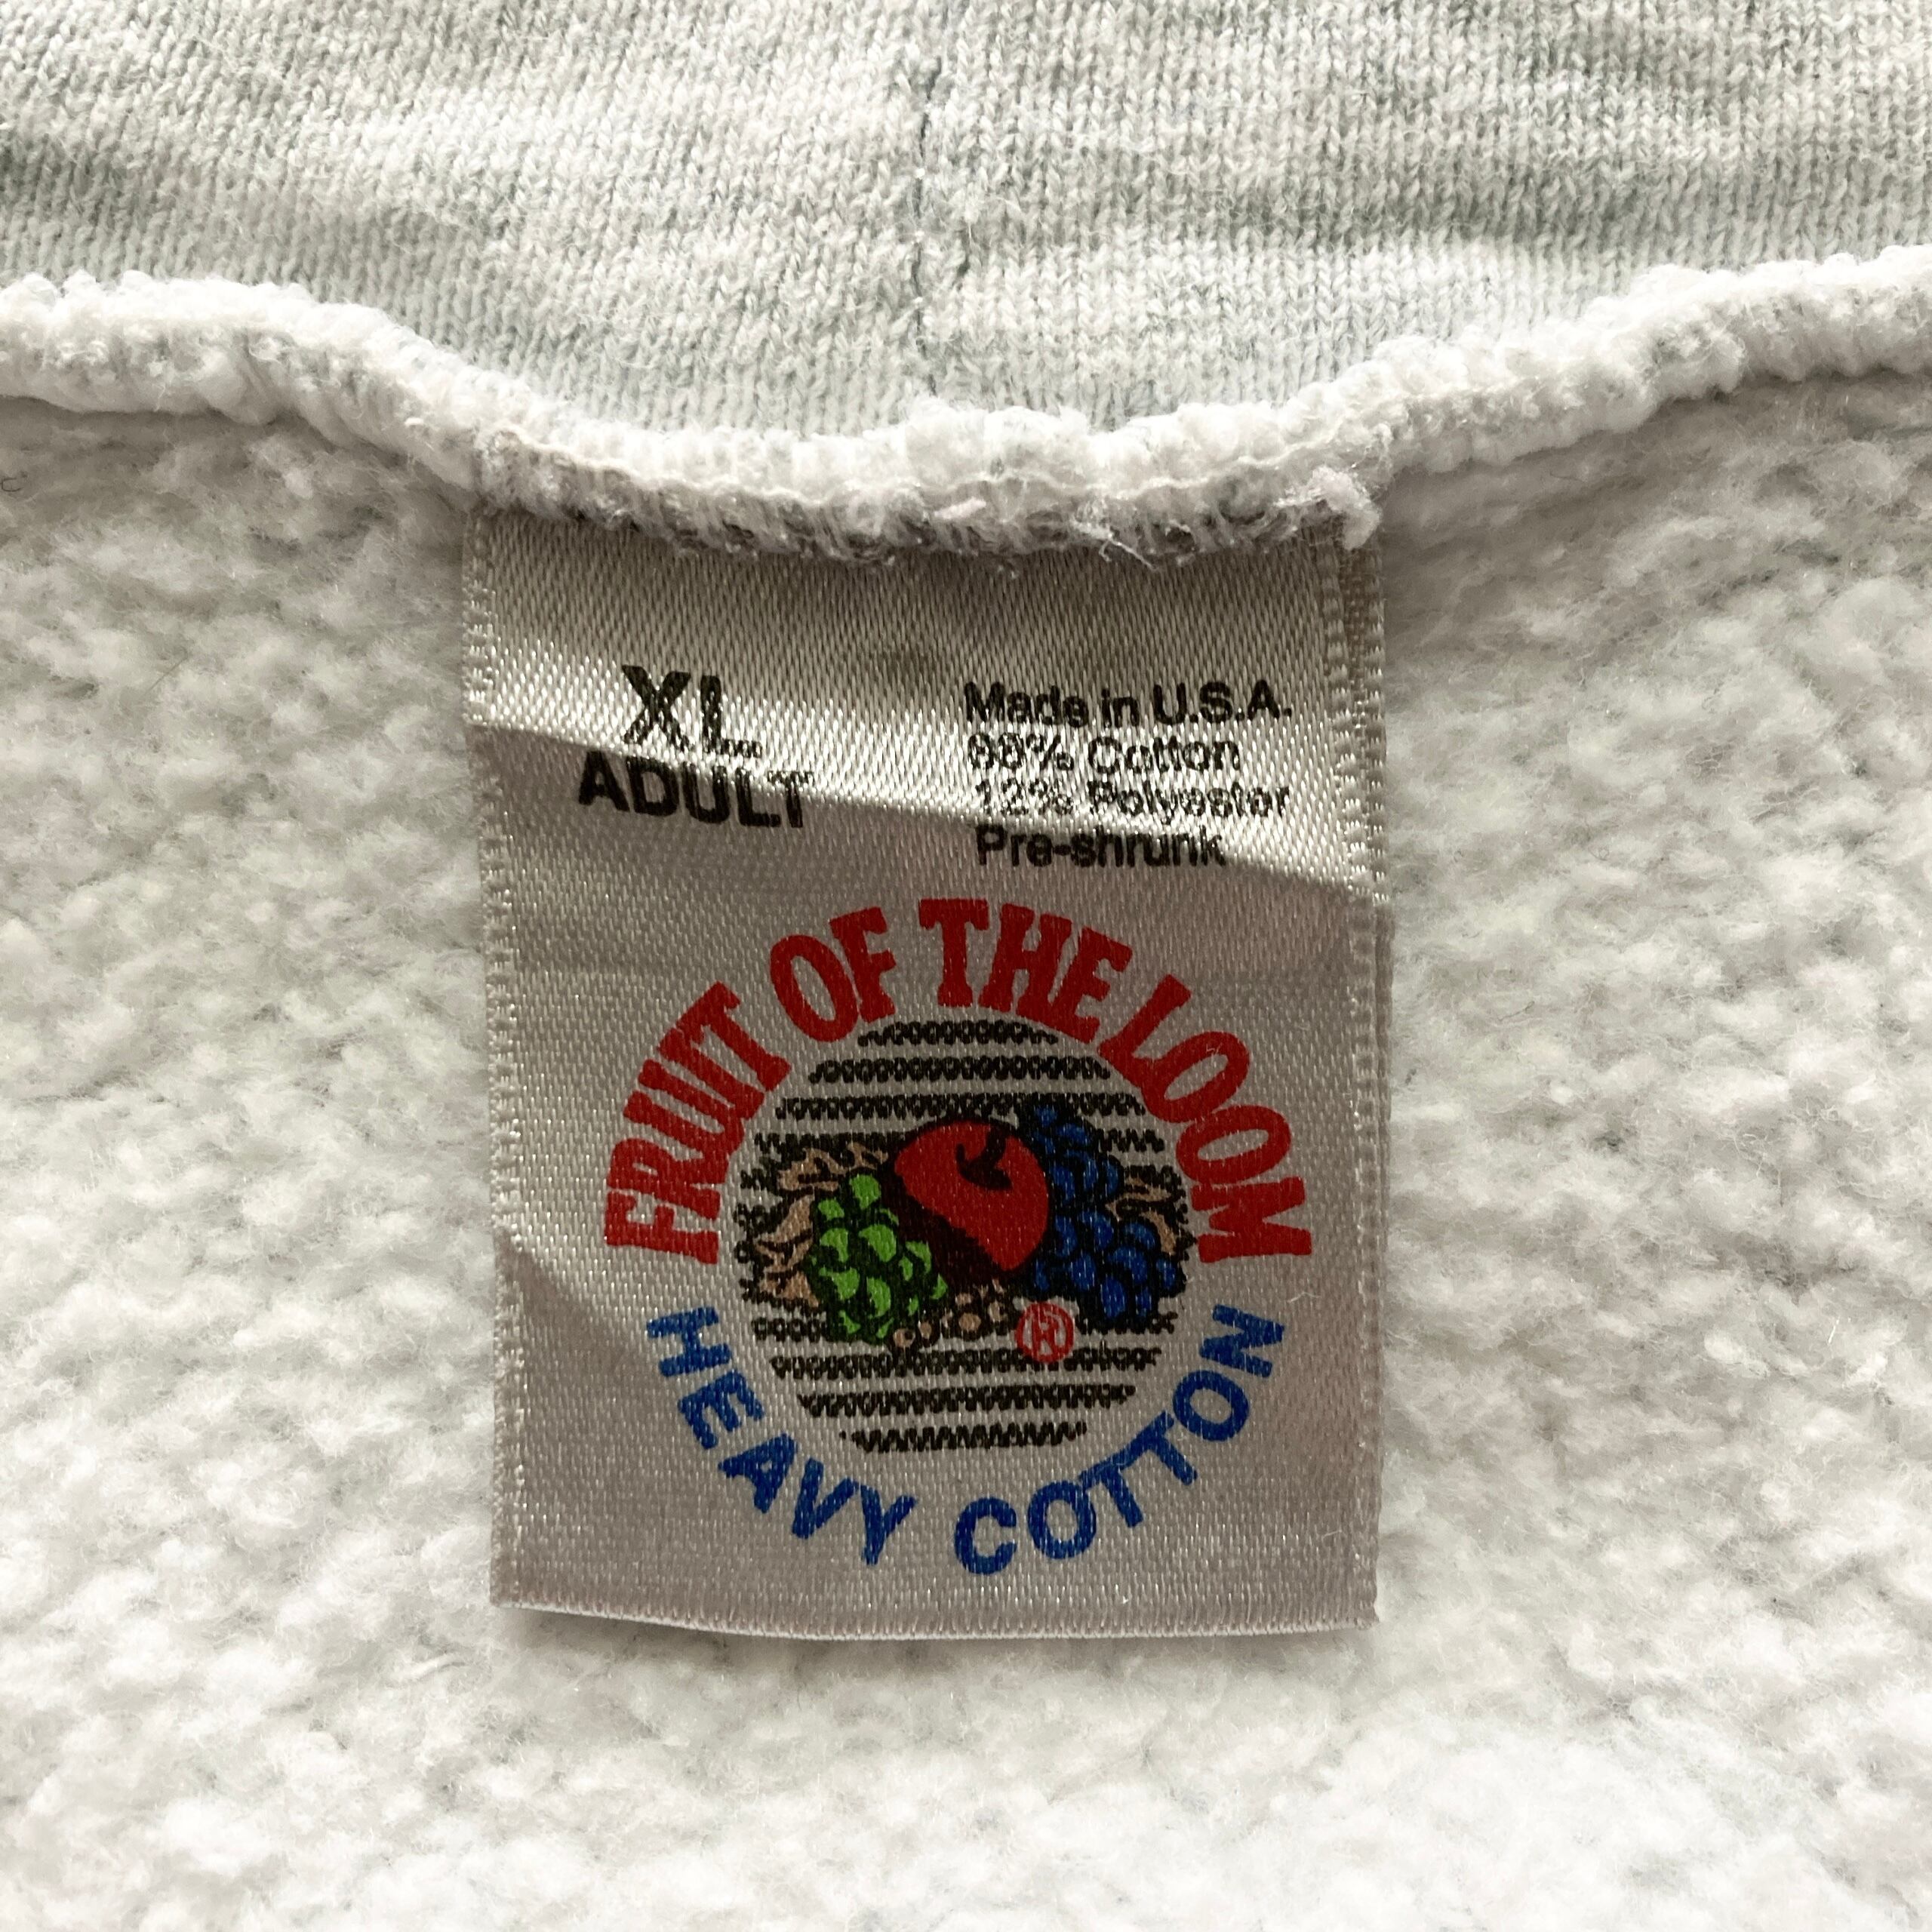 XL
ADULT
Made in U.S.A.
88% Cotton
12% Polyester
Pre-shrunk
FRUIT OF THE LOOM
®
HEAVY COTTON